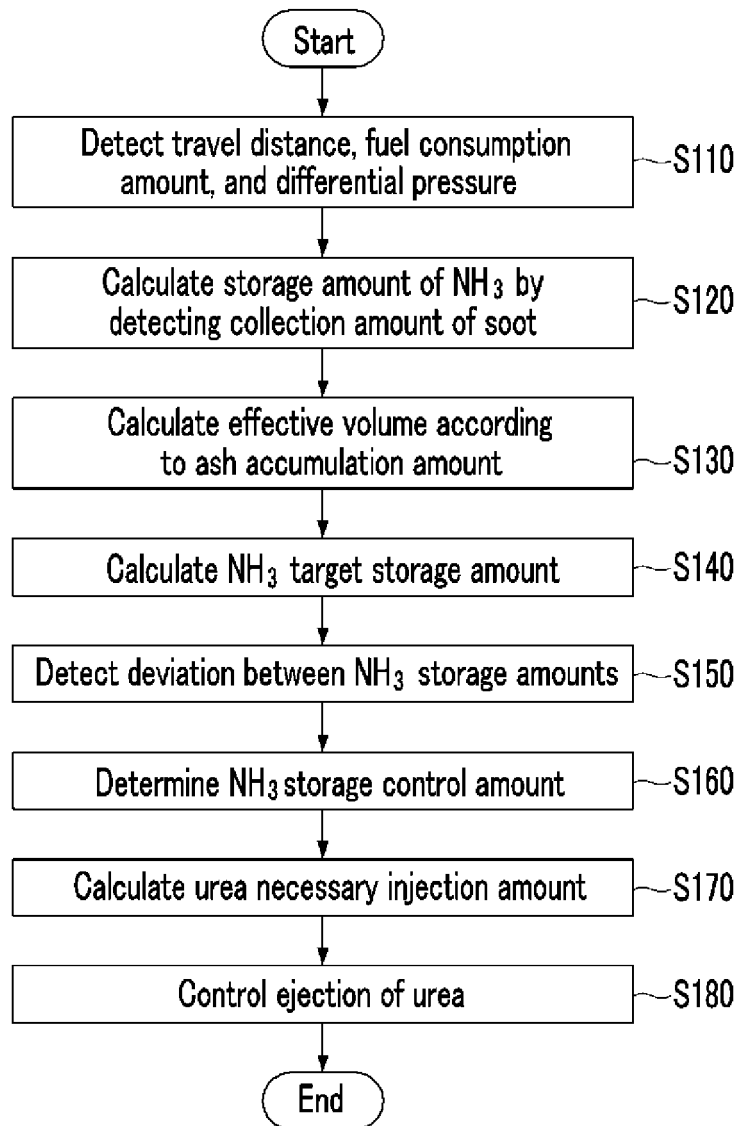 Start
Detect travel distance, fuel consumption
amount, and differential pressure
S110
Calculate storage amount of NH₃ by
detecting collection amount of soot
S120
Calculate effective volume according
to ash accumulation amount
S130
Calculate NH₃ target storage amount
S140
Detect deviation between NH₃ storage amounts
S150
Determine NH₃ storage control amount
S160
Calculate urea necessary injection amount
S170
Control ejection of urea
S180
End